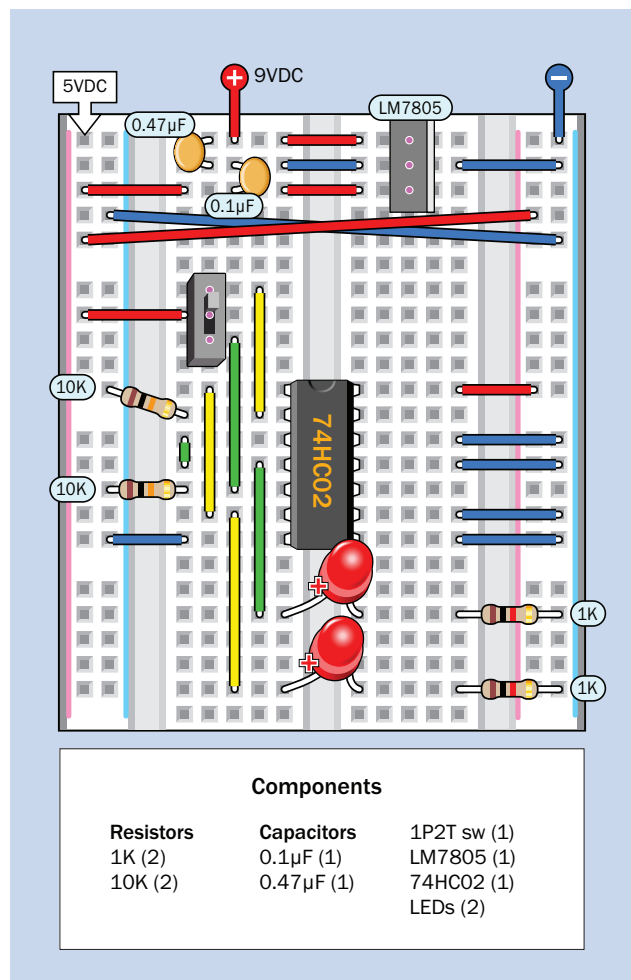 5VDC
+ 9VDC
−
0.47µF
LM7805
0.1µF
10K
74HC02
10K
+
1K
+
1K
Components
Resistors
1K (2)
10K (2)
Capacitors
0.1µF (1)
0.47µF (1)
1P2T sw (1)
LM7805 (1)
74HC02 (1)
LEDs (2)